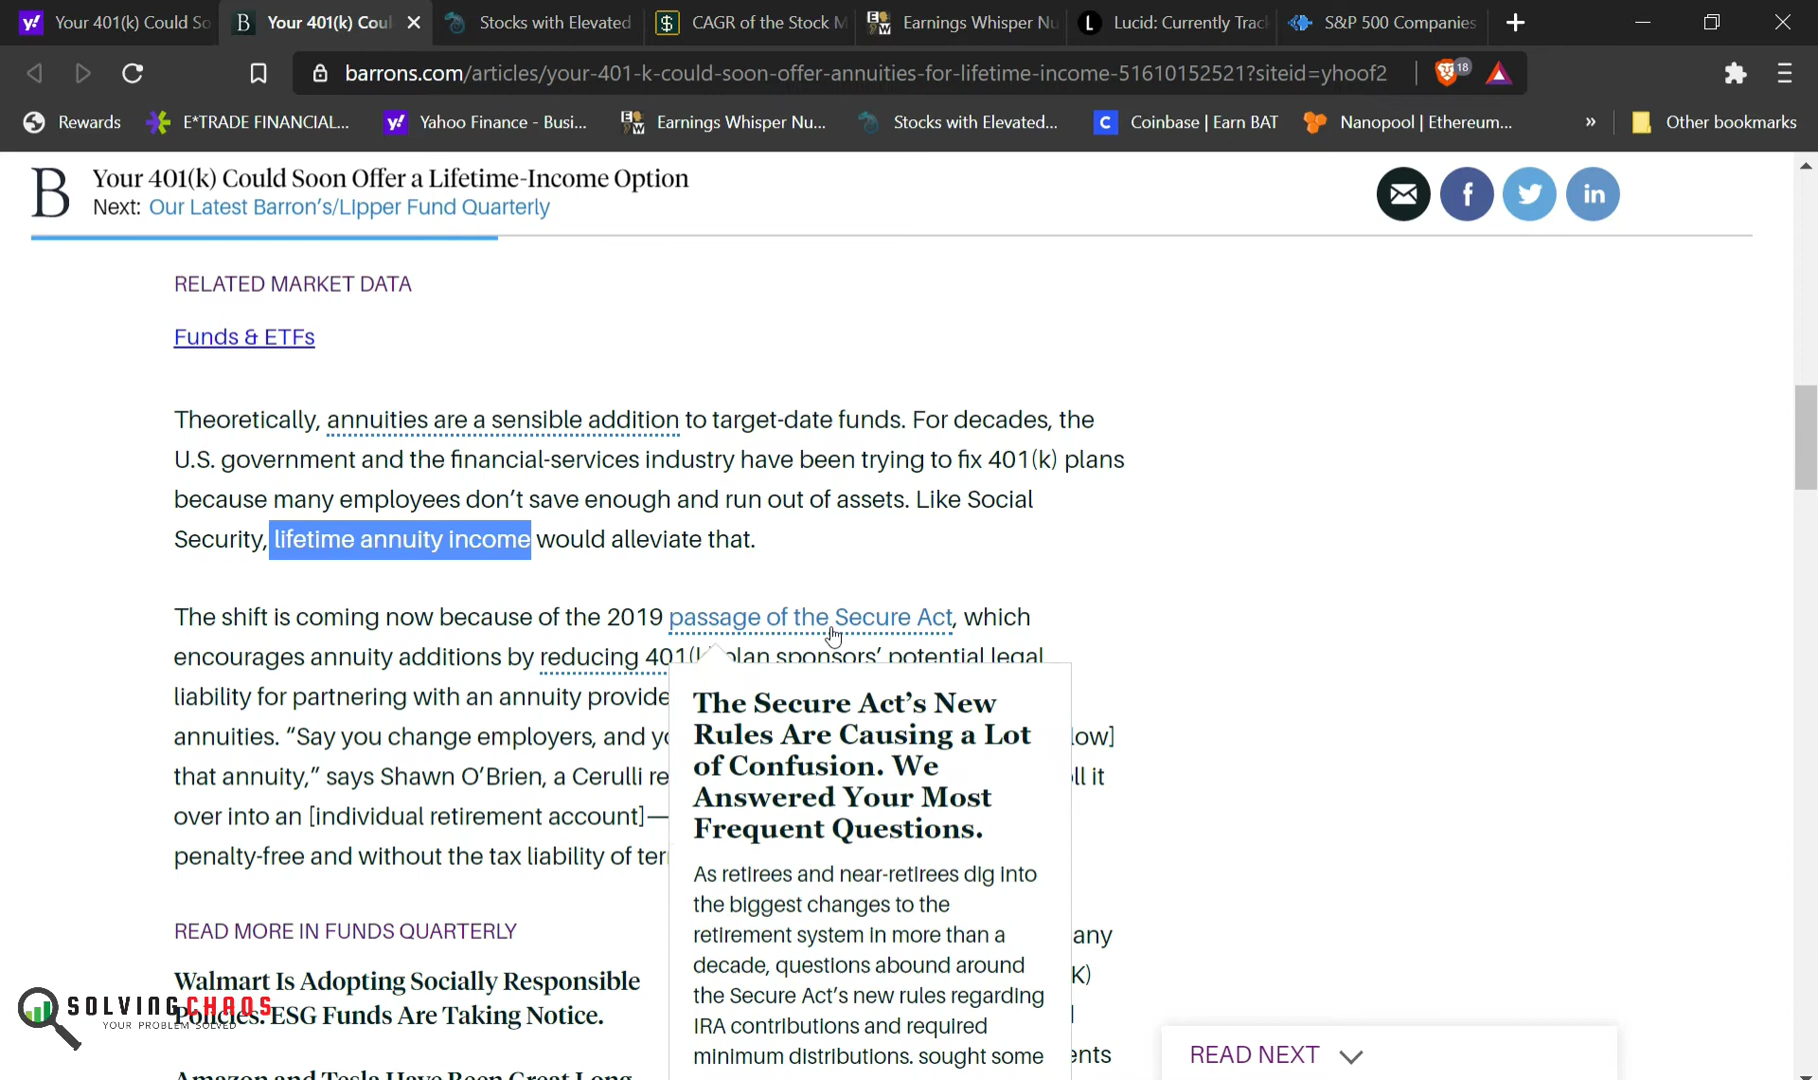 Your 401(k) Could So
Your 401(k) Coul
Stocks with Elevated
CAGR of the Stock M
Earnings Whisper Nu
Lucid: Currently Trac
S&P 500 Companies
barrons.com/articles/your-401-k-could-soon-offer-annuities-for-lifetime-income-51610152521?siteid=yhoof2
18
Rewards
E*TRADE FINANCIAL...
Yahoo Finance - Busi...
Earnings Whisper Nu...
Stocks with Elevated...
Coinbase | Earn BAT
Nanopool | Ethereum...
»
Other bookmarks
B
Your 401(k) Could Soon Offer a Lifetime-Income Option
Next: Our Latest Barron's/LIpper Fund Quarterly
RELATED MARKET DATA
Funds & ETFs
Theoretically, annuities are a sensible addition to target-date funds. For decades, the
U.S. government and the financial-services industry have been trying to fix 401(k) plans
because many employees don't save enough and run out of assets. Like Social
Security, lifetime annuity income would alleviate that.
The shift is coming now because of the 2019 passage of the Secure Act, which
encourages annuity additions by reducing 401(k) plan sponsors' potential legal
liability for partnering with an annuity provide
annuities. “Say you change employers, and yo low]
that annuity,” says Shawn O'Brien, a Cerulli re ll it
over into an [individual retirement account]—
penalty-free and without the tax liability of ter
The Secure Act's New
Rules Are Causing a Lot
of Confusion. We
Answered Your Most
Frequent Questions.
As retIrees and near-retIrees dIg Into
the bIggest changes to the
retIrement system In more than a
decade, questIons abound around
the Secure Act's new rules regardIng
IRA contrIbutIons and requIred
mInImum dIstrIbutIons. sought some
any
K)
ents
READ MORE IN FUNDS QUARTERLY
Walmart Is Adopting Socially Responsible
Policies. ESG Funds Are Taking Notice.
Amazon and Tesla Have Been Great Long
SOLVING CHAOS
YOUR PROBLEM SOLVED
READ NEXT